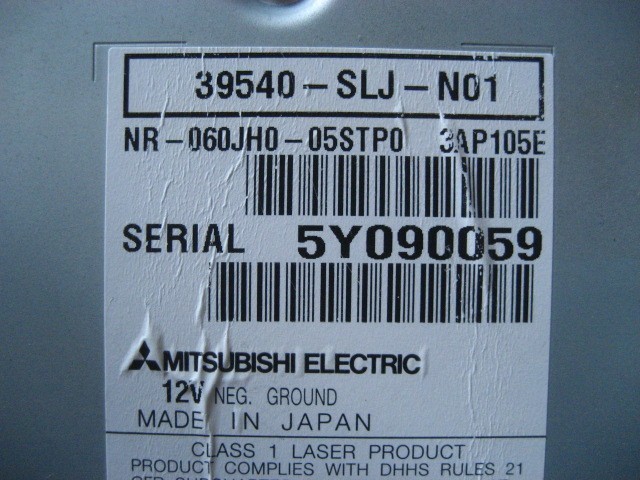 39540-SLJ-N01
NR-060JH0-05STP0 3AP105E
SERIAL 5Y090059
MITSUBISHI ELECTRIC
12V NEG. GROUND
MADE IN JAPAN
CLASS 1 LASER PRODUCT
PRODUCT COMPLIES WITH DHHS RULES 21